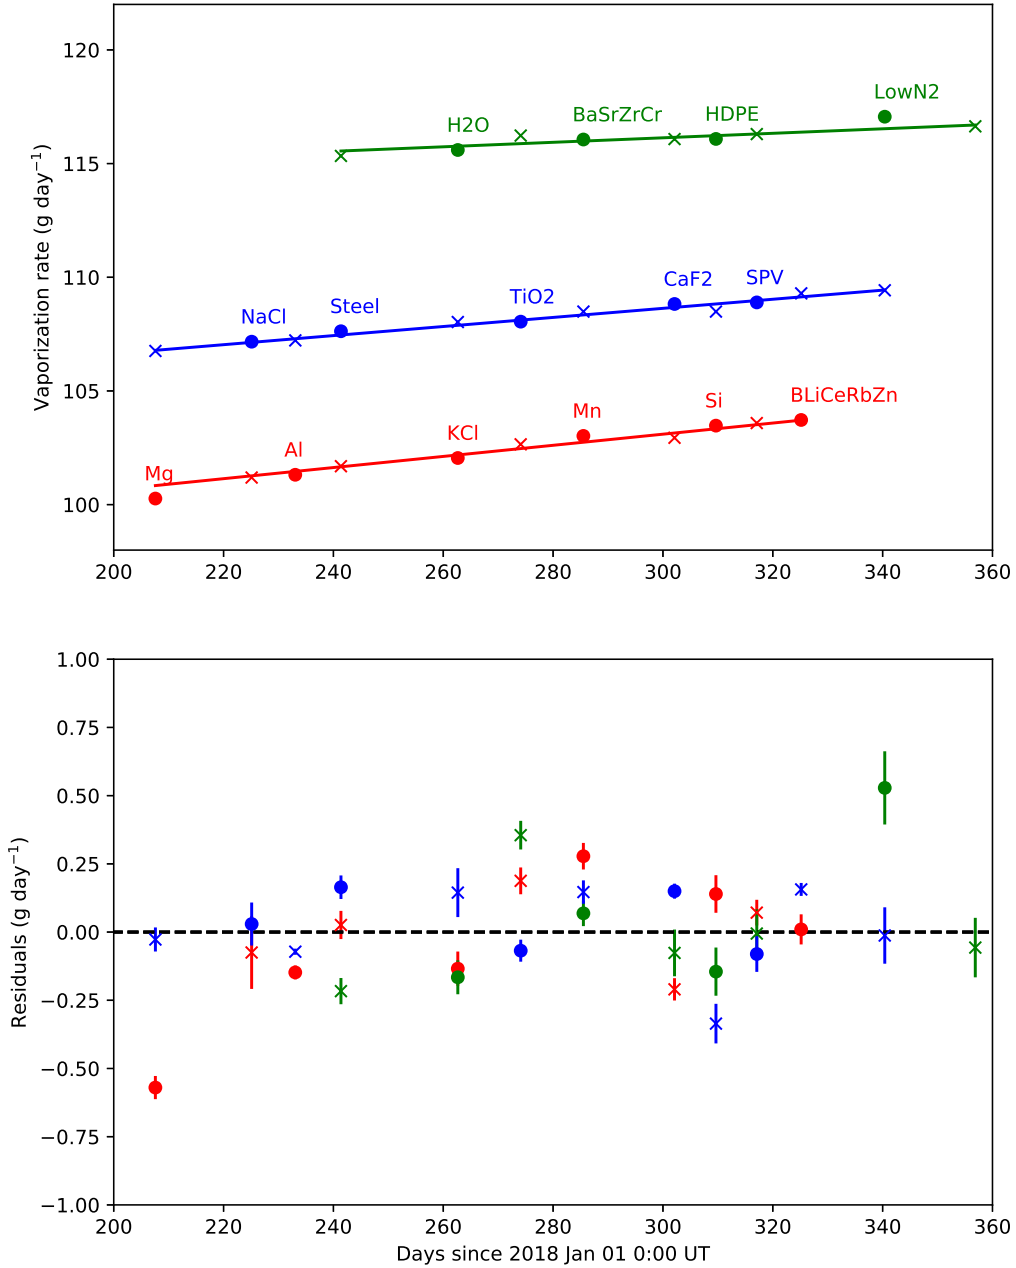 120
LowN2
BaSrZrCr
HDPE
H2O
115
Vaporization rate (g day⁻¹)
110
CaF2
SPV
TiO2
Steel
NaCl
105
BLiCeRbZn
Si
Mn
KCl
Al
Mg
100
200 220 240 260 280 300 320 340 360
1.00
0.75
0.50
0.25
Residuals (g day⁻¹)
0.00
−0.25
−0.50
−0.75
−1.00
200 220 240 260 280 300 320 340 360
Days since 2018 Jan 01 0:00 UT